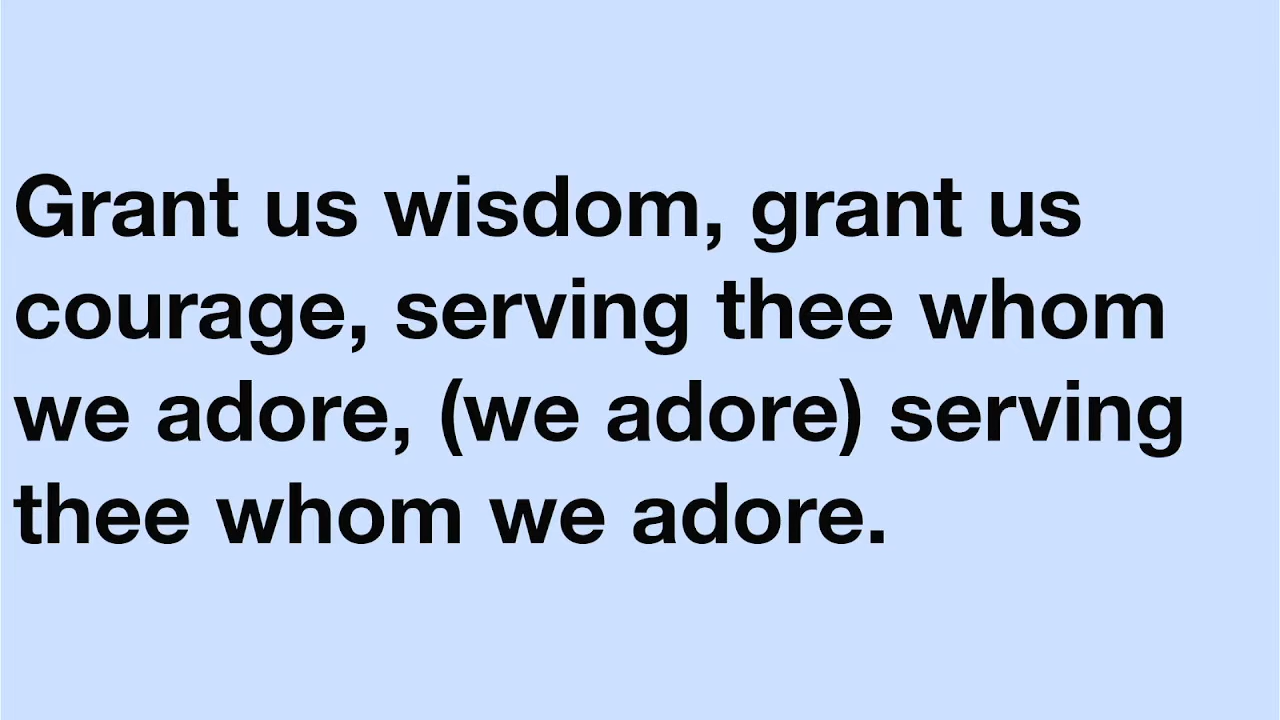 Grant us wisdom, grant us
courage, serving thee whom
we adore, (we adore) serving
thee whom we adore.